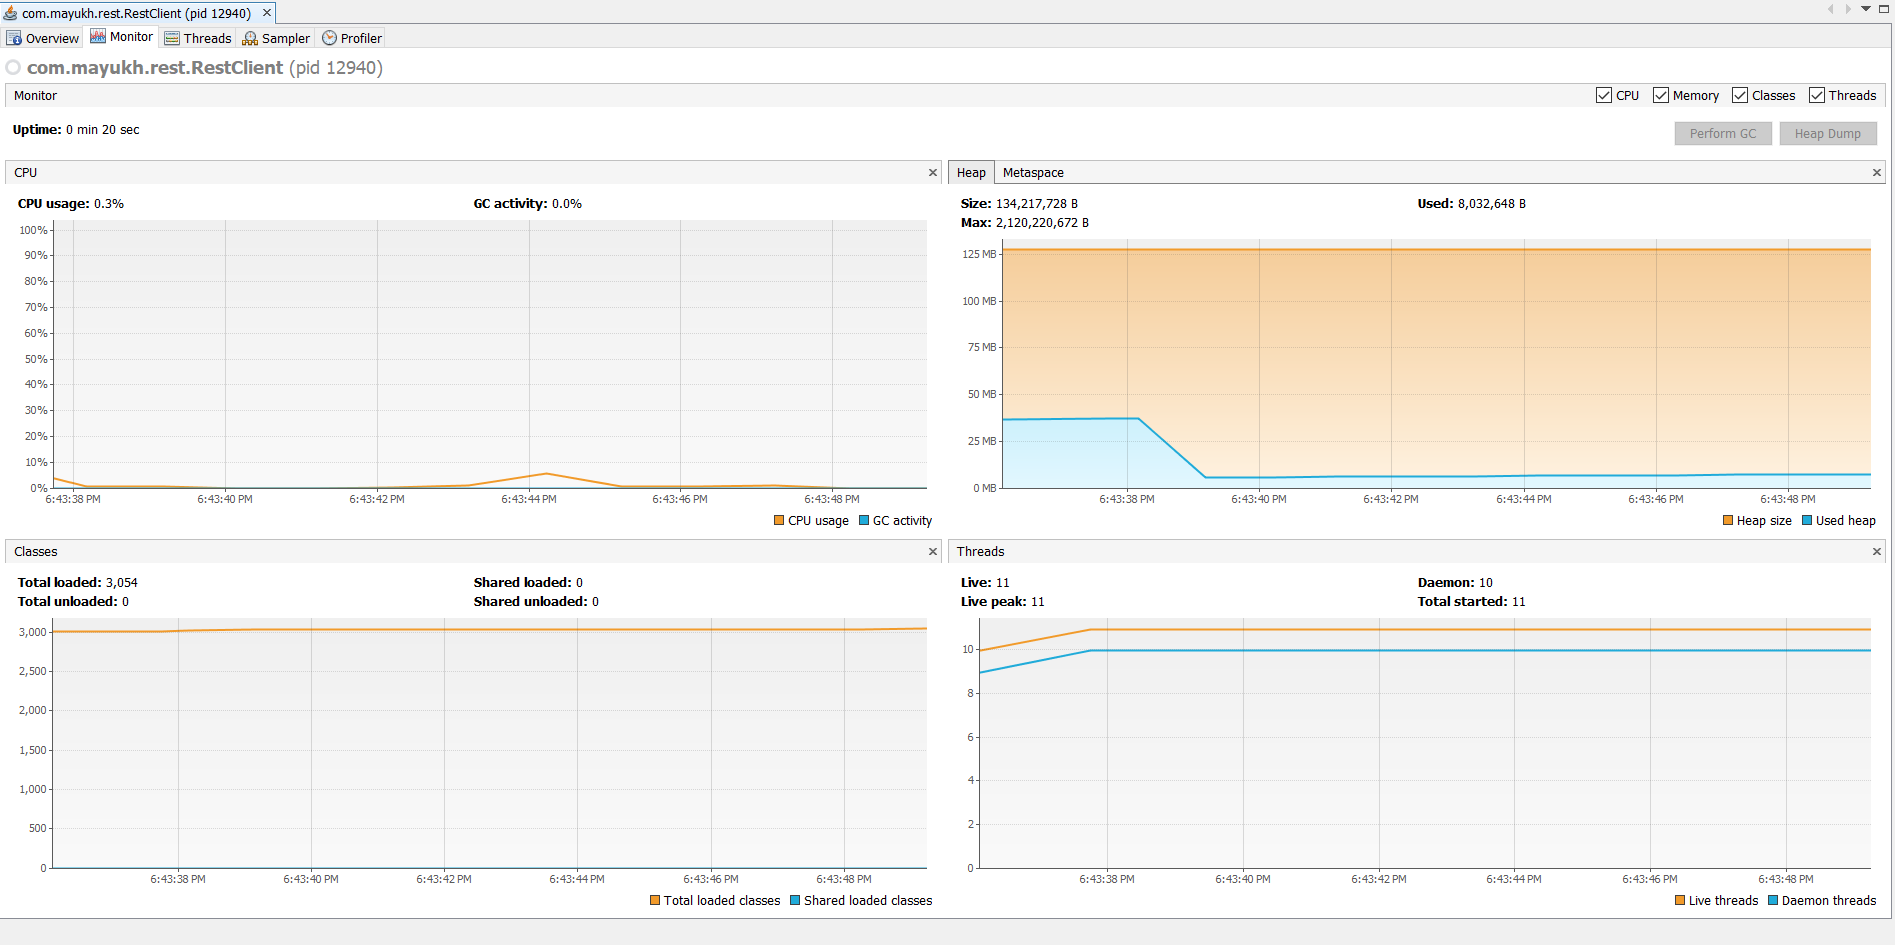 com.mayukh.rest.RestClient (pid 12940)
Overview Monitor Threads Sampler Profiler
com.mayukh.rest.RestClient (pid 12940)
Monitor CPU Memory Classes Threads
Uptime: 0 min 20 sec
Perform GC Heap Dump
CPU
CPU usage: 0.3% GC activity: 0.0%
100%
90%
80%
70%
60%
50%
40%
30%
20%
10%
0%
6:43:38 PM 6:43:40 PM 6:43:42 PM 6:43:44 PM 6:43:46 PM 6:43:48 PM
CPU usage GC activity
Heap Metaspace
Size: 134,217,728 B Used: 8,032,648 B
Max: 2,120,220,672 B
125 MB
100 MB
75 MB
50 MB
25 MB
0 MB
6:43:38 PM 6:43:40 PM 6:43:42 PM 6:43:44 PM 6:43:46 PM 6:43:48 PM
Heap size Used heap
Classes
Total loaded: 3,054 Shared loaded: 0
Total unloaded: 0 Shared unloaded: 0
3,000
2,500
2,000
1,500
1,000
500
0
6:43:38 PM 6:43:40 PM 6:43:42 PM 6:43:44 PM 6:43:46 PM 6:43:48 PM
Total loaded classes Shared loaded classes
Threads
Live: 11 Daemon: 10
Live peak: 11 Total started: 11
10
8
6
4
2
0
6:43:38 PM 6:43:40 PM 6:43:42 PM 6:43:44 PM 6:43:46 PM 6:43:48 PM
Live threads Daemon threads